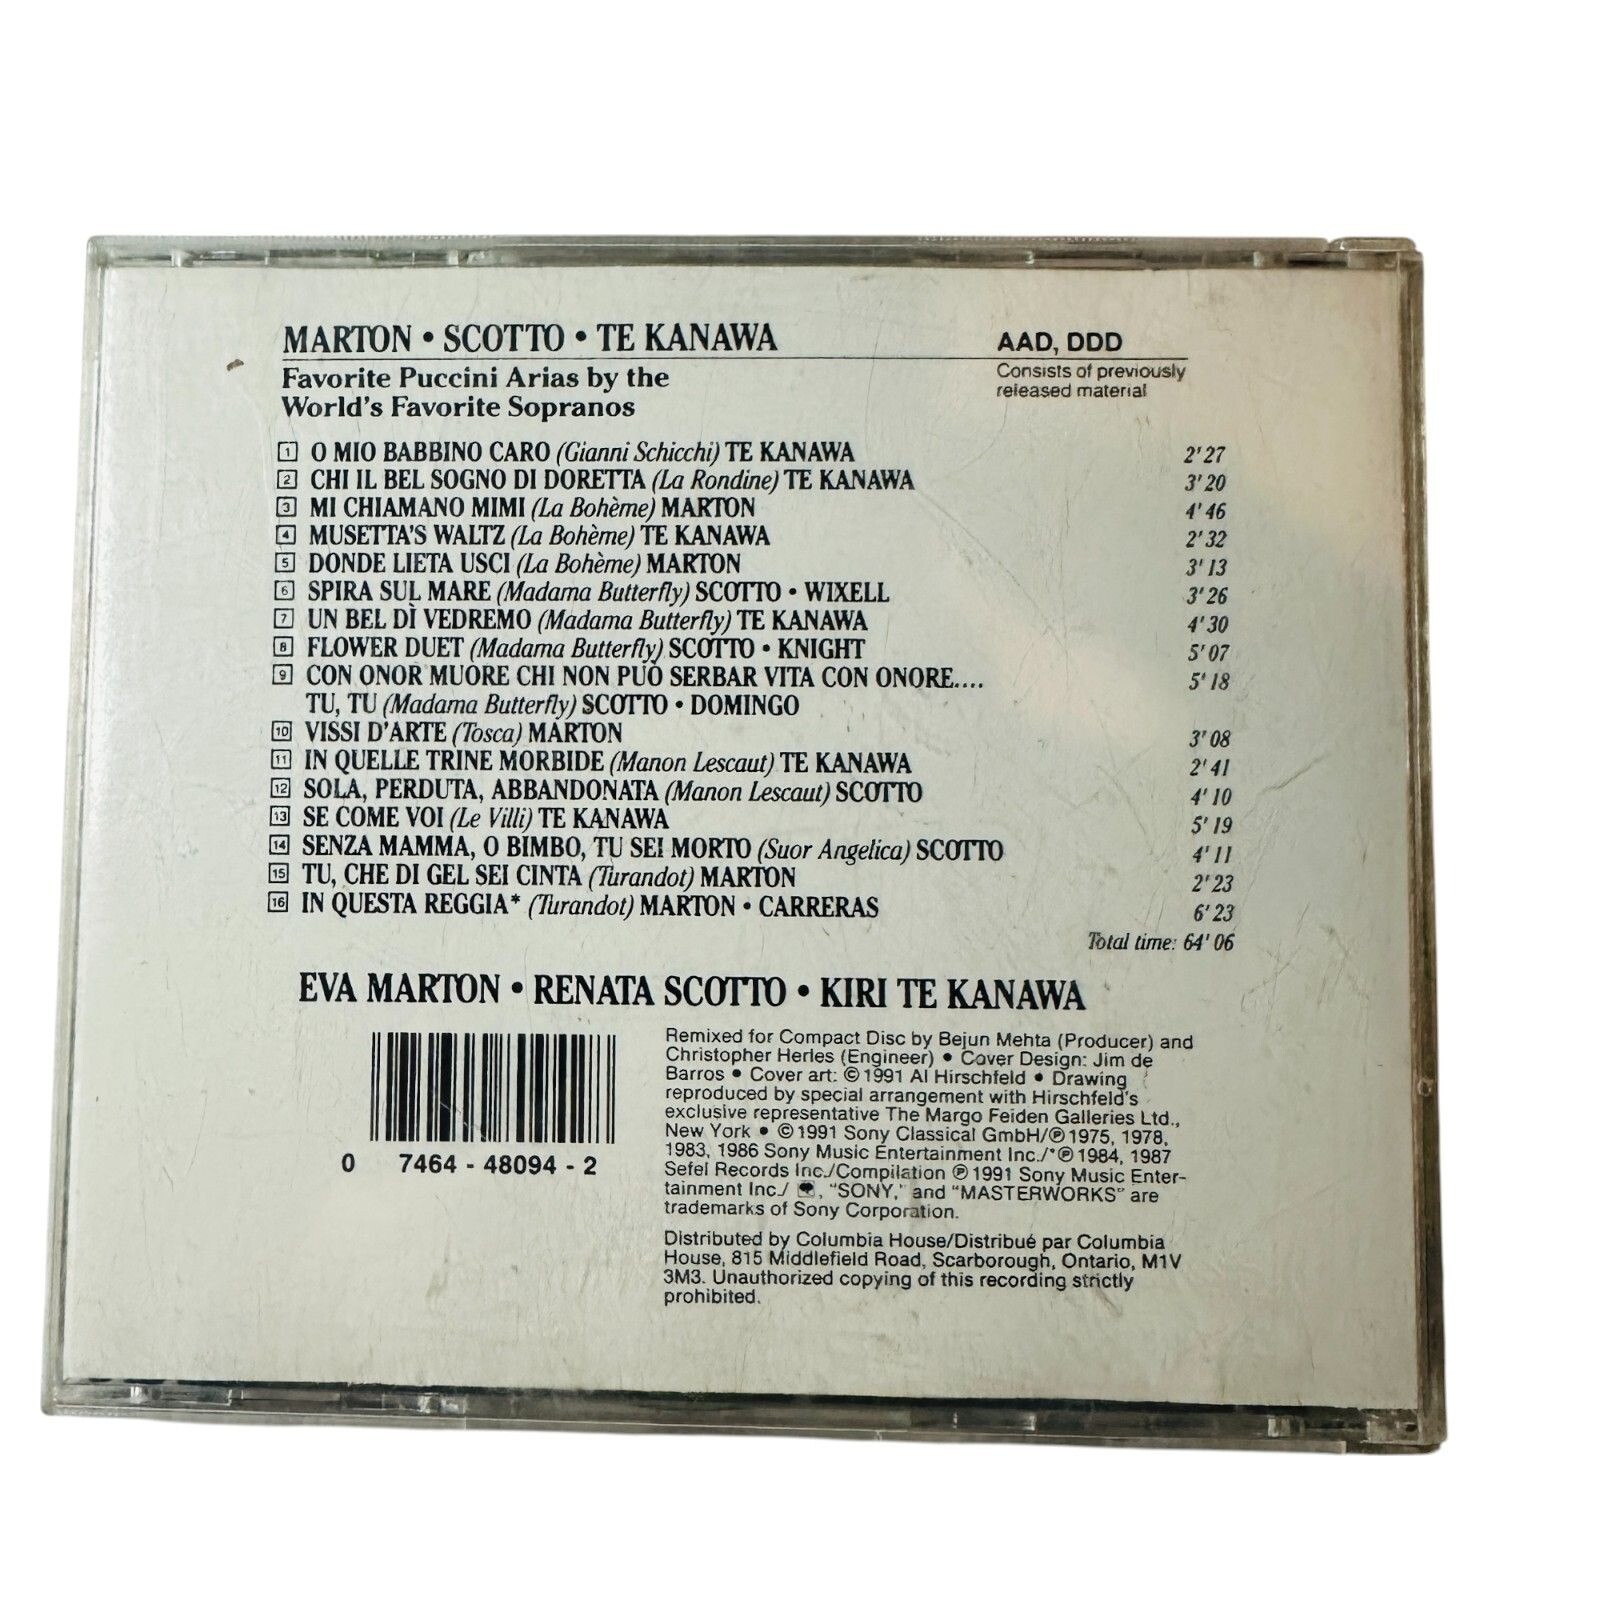 MARTON • SCOTTO • TE KANAWA
AAD, DDD
Favorite Puccini Arias by the
World's Favorite Sopranos
Consists of previously
released material
1 O MIO BABBINO CARO (Gianni Schicchi) TE KANAWA 2'27
2 CHI IL BEL SOGNO DI DORETTA (La Rondine) TE KANAWA 3'20
3 MI CHIAMANO MIMI (La Bohème) MARTON 4'46
4 MUSETTA'S WALTZ (La Bohème) TE KANAWA 2'32
5 DONDE LIETA USCI (La Bohème) MARTON 3'13
6 SPIRA SUL MARE (Madama Butterfly) SCOTTO • WIXELL 3'26
7 UN BEL DÌ VEDREMO (Madama Butterfly) TE KANAWA 4'30
8 FLOWER DUET (Madama Butterfly) SCOTTO • KNIGHT 5'07
9 CON ONOR MUORE CHI NON PUÒ SERBAR VITA CON ONORE.... 5'18
TU, TU (Madama Butterfly) SCOTTO • DOMINGO
10 VISSI D'ARTE (Tosca) MARTON 3'08
11 IN QUELLE TRINE MORBIDE (Manon Lescaut) TE KANAWA 2'41
12 SOLA, PERDUTA, ABBANDONATA (Manon Lescaut) SCOTTO 4'10
13 SE COME VOI (Le Villi) TE KANAWA 5'19
14 SENZA MAMMA, O BIMBO, TU SEI MORTO (Suor Angelica) SCOTTO 4'11
15 TU, CHE DI GEL SEI CINTA (Turandot) MARTON 2'23
16 IN QUESTA REGGIA* (Turandot) MARTON • CARRERAS 6'23
Total time: 64'06
EVA MARTON • RENATA SCOTTO • KIRI TE KANAWA
0 7464 - 48094 - 2
Remixed for Compact Disc by Bejun Mehta (Producer) and
Christopher Herles (Engineer) • Cover Design: Jim de
Barros • Cover art: ©1991 Al Hirschfeld • Drawing
reproduced by special arrangement with Hirschfeld's
exclusive representative The Margo Feiden Galleries Ltd.,
New York • ©1991 Sony Classical GmbH/℗1975, 1978,
1983, 1986 Sony Music Entertainment Inc./*℗1984, 1987
Sefel Records Inc./Compilation ℗1991 Sony Music Enter-
tainment Inc./ , "SONY," and "MASTERWORKS" are
trademarks of Sony Corporation.
Distributed by Columbia House/Distribué par Columbia
House, 815 Middlefield Road, Scarborough, Ontario, M1V
3M3. Unauthorized copying of this recording strictly
prohibited.